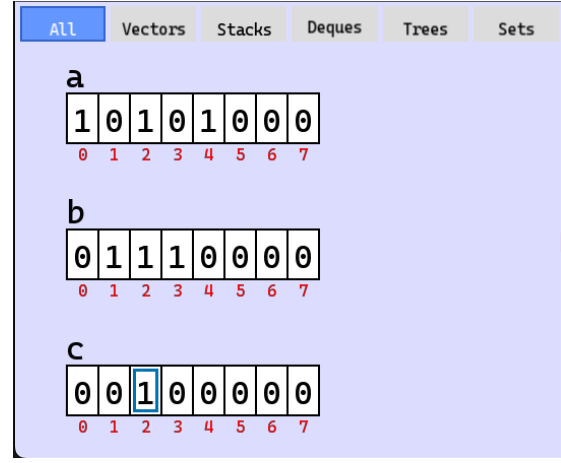 All Vectors Stacks Deques Trees Sets
a
1 0 1 0 1 0 0 0
0 1 2 3 4 5 6 7
b
0 1 1 1 0 0 0 0
0 1 2 3 4 5 6 7
c
0 0 1 0 0 0 0 0
0 1 2 3 4 5 6 7